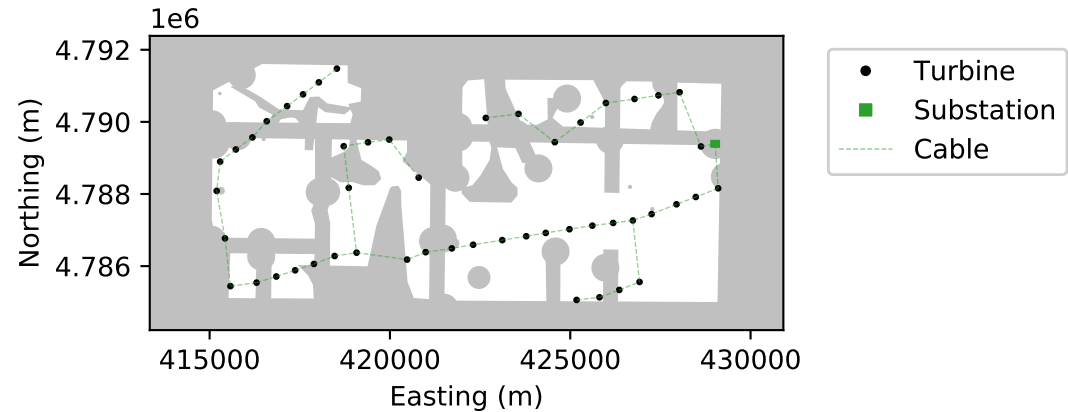 1e6
4.792
4.790
4.788
4.786
Northing (m)
415000 420000 425000 430000
Easting (m)
Turbine
Substation
Cable